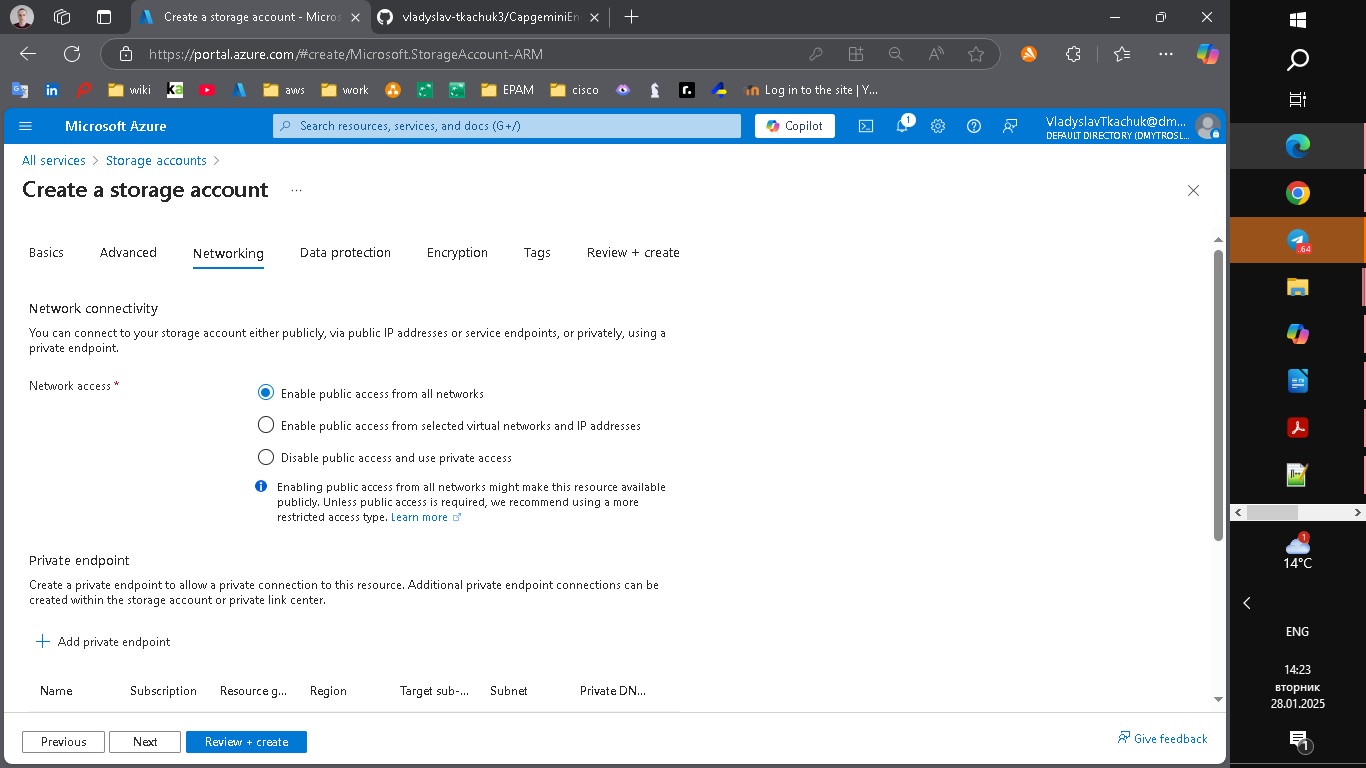 Create a storage account - Micros
vladyslav-tkachuk3/CapgeminiEn
https://portal.azure.com/#create/Microsoft.StorageAccount-ARM
wiki
ka
aws
work
EPAM
cisco
r.
Log in to the site | Y...
Microsoft Azure
Search resources, services, and docs (G+/)
Copilot
1
VladyslavTkachuk@dm...
DEFAULT DIRECTORY (DMYTROSL...
All services > Storage accounts >
Create a storage account ...
Basics
Advanced
Networking
Data protection
Encryption
Tags
Review + create
Network connectivity
You can connect to your storage account either publicly, via public IP addresses or service endpoints, or privately, using a
private endpoint.
Network access *
Enable public access from all networks
Enable public access from selected virtual networks and IP addresses
Disable public access and use private access
Enabling public access from all networks might make this resource available
publicly. Unless public access is required, we recommend using a more
restricted access type. Learn more
Private endpoint
Create a private endpoint to allow a private connection to this resource. Additional private endpoint connections can be
created within the storage account or private link center.
Add private endpoint
Name
Subscription
Resource g...
Region
Target sub-...
Subnet
Private DN...
Previous
Next
Review + create
Give feedback
64
1
14°C
ENG
14:23
вторник
28.01.2025
1